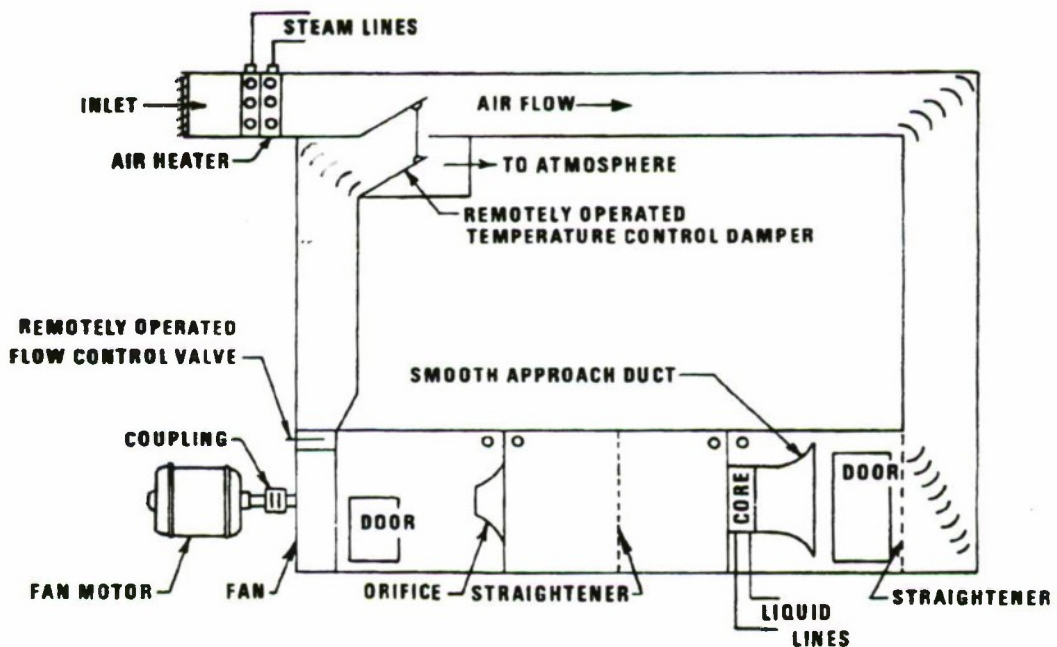 STEAM LINES
INLET
AIR FLOW
AIR HEATER
TO ATMOSPHERE
REMOTELY OPERATED
TEMPERATURE CONTROL DAMPER
REMOTELY OPERATED
FLOW CONTROL VALVE
SMOOTH APPROACH DUCT
COUPLING
DOOR
CORE
DOOR
FAN MOTOR
FAN
ORIFICE
STRAIGHTENER
LIQUID
LINES
STRAIGHTENER